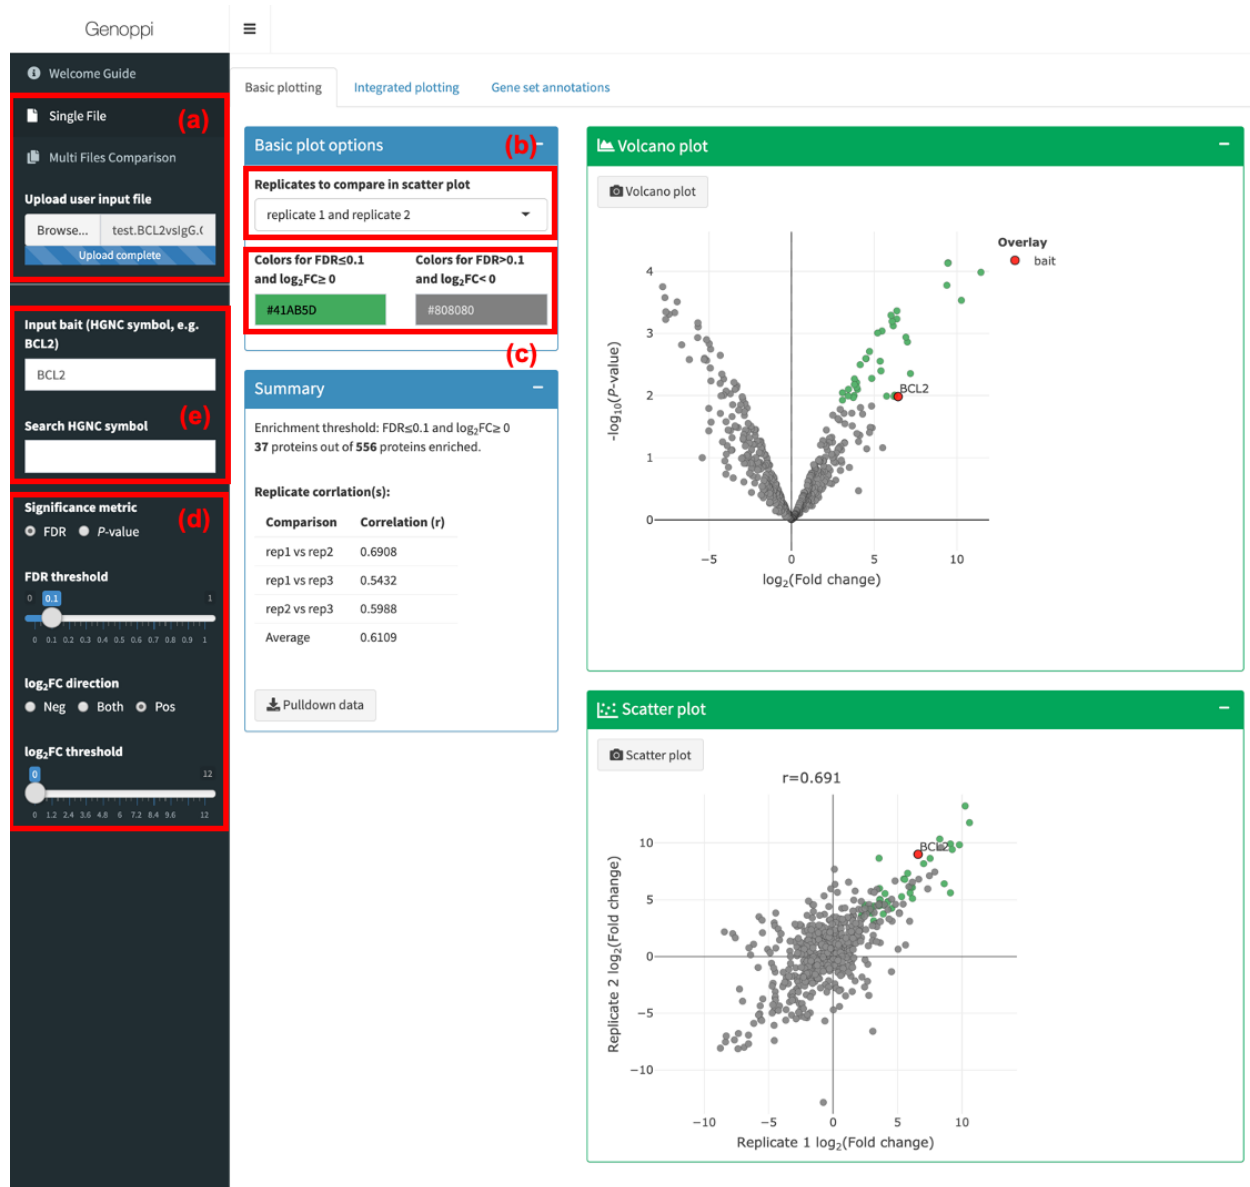 Genoppi
Welcome Guide
Single File
(a)
Multi Files Comparison
Upload user input file
Browse... test.BCL2vsIgG.(
Upload complete
Input bait (HGNC symbol, e.g.
BCL2)
BCL2
Search HGNC symbol
(e)
Significance metric
(d)
FDR P-value
FDR threshold
0 0.1 1
0 0.1 0.2 0.3 0.4 0.5 0.6 0.7 0.8 0.9 1
log₂FC direction
Neg Both Pos
log₂FC threshold
0 12
0 1.2 2.4 3.6 4.8 6 7.2 8.4 9.6 12
Basic plotting Integrated plotting Gene set annotations
Basic plot options
(b)
Replicates to compare in scatter plot
replicate 1 and replicate 2
Colors for FDR≤0.1
and log₂FC≥ 0
#41AB5D
Colors for FDR>0.1
and log₂FC< 0
#808080
(c)
Summary
Enrichment threshold: FDR≤0.1 and log₂FC≥ 0
37 proteins out of 556 proteins enriched.
Replicate corrlation(s):
Comparison Correlation (r)
rep1 vs rep2 0.6908
rep1 vs rep3 0.5432
rep2 vs rep3 0.5988
Average 0.6109
Pulldown data
Volcano plot
Volcano plot
Overlay
bait
4
3
2
1
0
BCL2
-log₁₀(P-value)
−5 0 5 10
log₂(Fold change)
Scatter plot
Scatter plot
r=0.691
10
5
0
−5
−10
BCL2
Replicate 2 log₂(Fold change)
−10 −5 0 5 10
Replicate 1 log₂(Fold change)